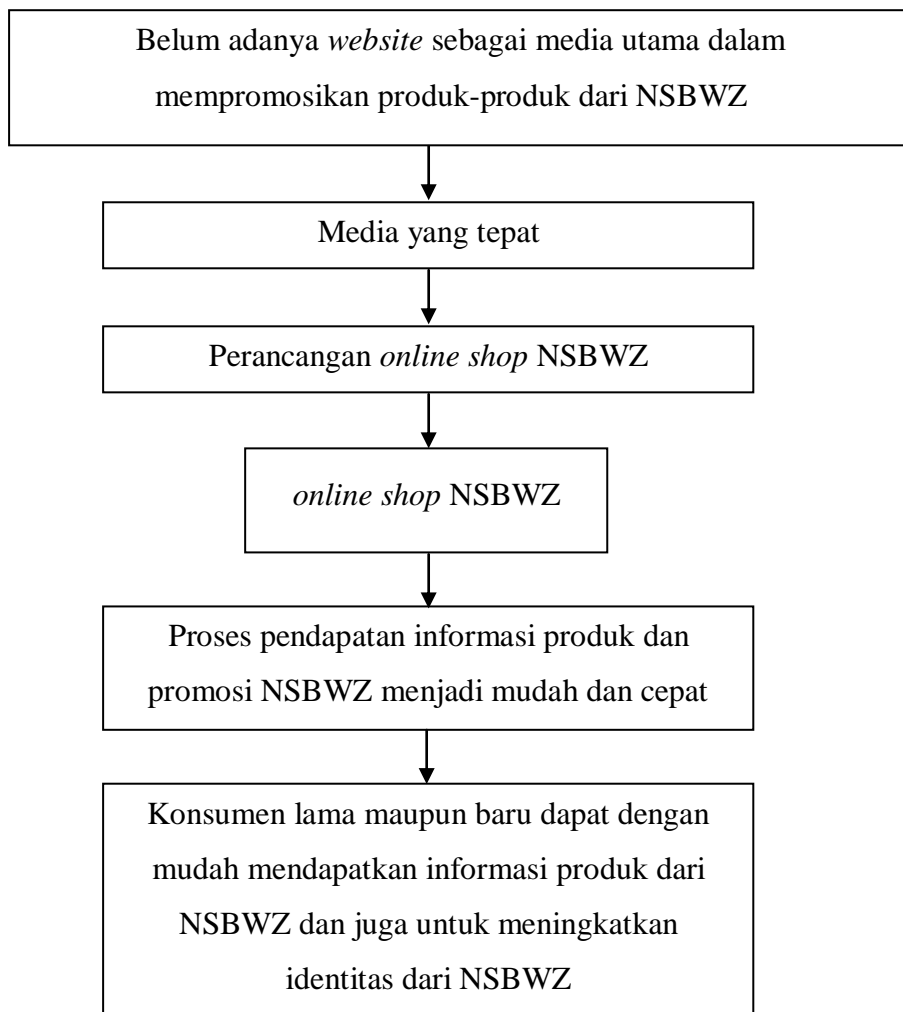 Belum adanya website sebagai media utama dalam
mempromosikan produk-produk dari NSBWZ
Media yang tepat
Perancangan online shop NSBWZ
online shop NSBWZ
Proses pendapatan informasi produk dan
promosi NSBWZ menjadi mudah dan cepat
Konsumen lama maupun baru dapat dengan
mudah mendapatkan informasi produk dari
NSBWZ dan juga untuk meningkatkan
identitas dari NSBWZ